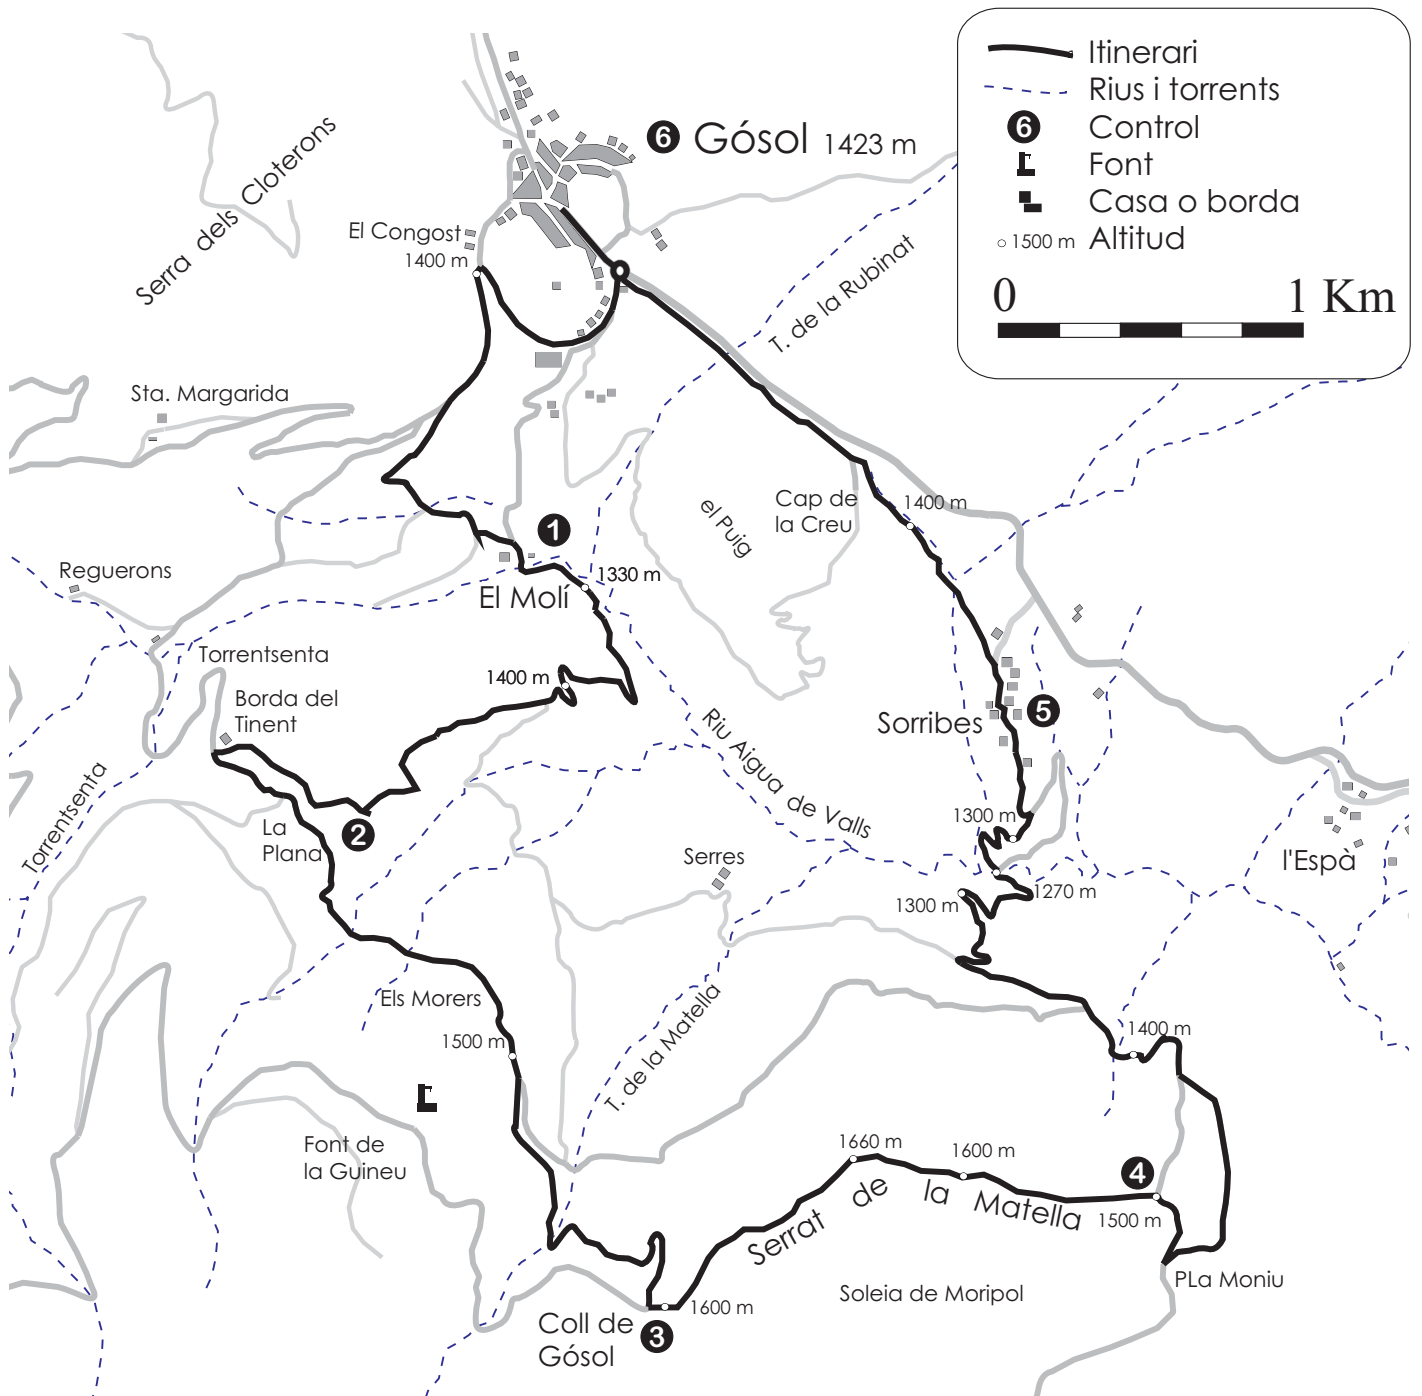 Itinerari
Rius i torrents
6 Control
Font
Casa o borda
1500 m Altitud
0 1 Km
6 Gósol 1423 m
Serra dels Cloterons
El Congost
1400 m
T. de la Rubinat
Sta. Margarida
Cap de
la Creu
1400 m
el Puig
1
Reguerons
1330 m
El Molí
Torrentsenta
1400 m
Borda del
Tinent
Sorribes
5
Riu Aigua de Valls
Torrentsenta
La
Plana
2
1300 m
Serres
l'Espà
1270 m
1300 m
Els Morers
1500 m
T. de la Matella
1400 m
Font de
la Guineu
1660 m
1600 m
4
Serrat de la Matella
1500 m
PLa Moniu
Soleia de Moripol
1600 m
Coll de
Gósol
3